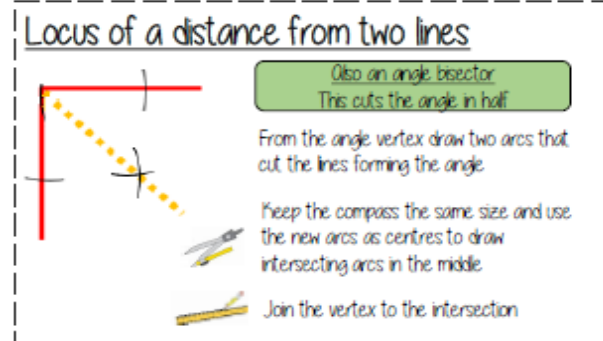 Locus of a distance from two lines
Also an angle bisector
This cuts the angle in half
From the angle vertex draw two arcs that
cut the lines forming the angle
Keep the compass the same size and use
the new arcs as centres to draw
intersecting arcs in the middle
Join the vertex to the intersection